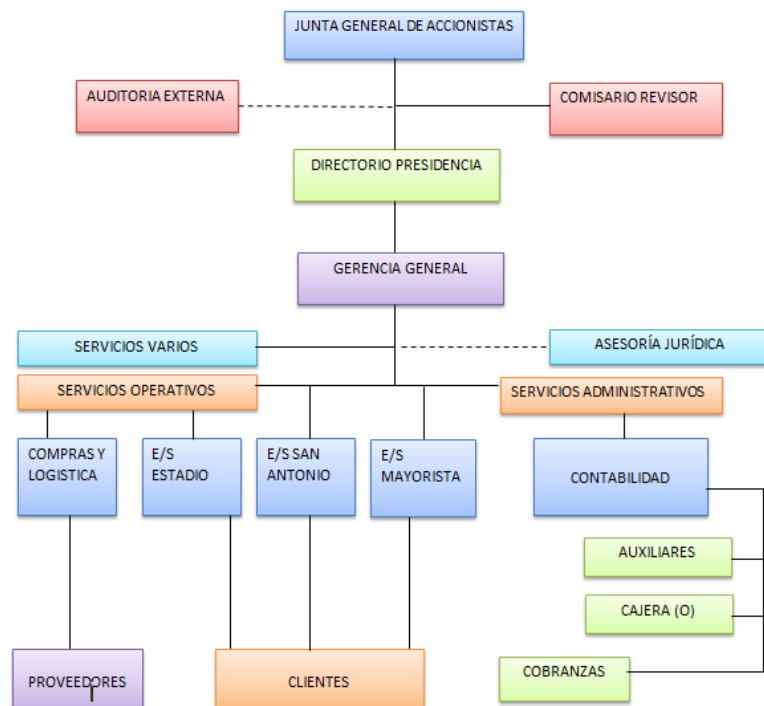 JUNTA GENERAL DE ACCIONISTAS
AUDITORIA EXTERNA
COMISARIO REVISOR
DIRECTORIO PRESIDENCIA
GERENCIA GENERAL
SERVICIOS VARIOS
ASESORÍA JURÍDICA
SERVICIOS OPERATIVOS
SERVICIOS ADMINISTRATIVOS
COMPRAS Y
LOGISTICA
E/S
ESTADIO
E/S SAN
ANTONIO
E/S
MAYORISTA
CONTABILIDAD
AUXILIARES
CAJERA (O)
COBRANZAS
PROVEEDORES
CLIENTES